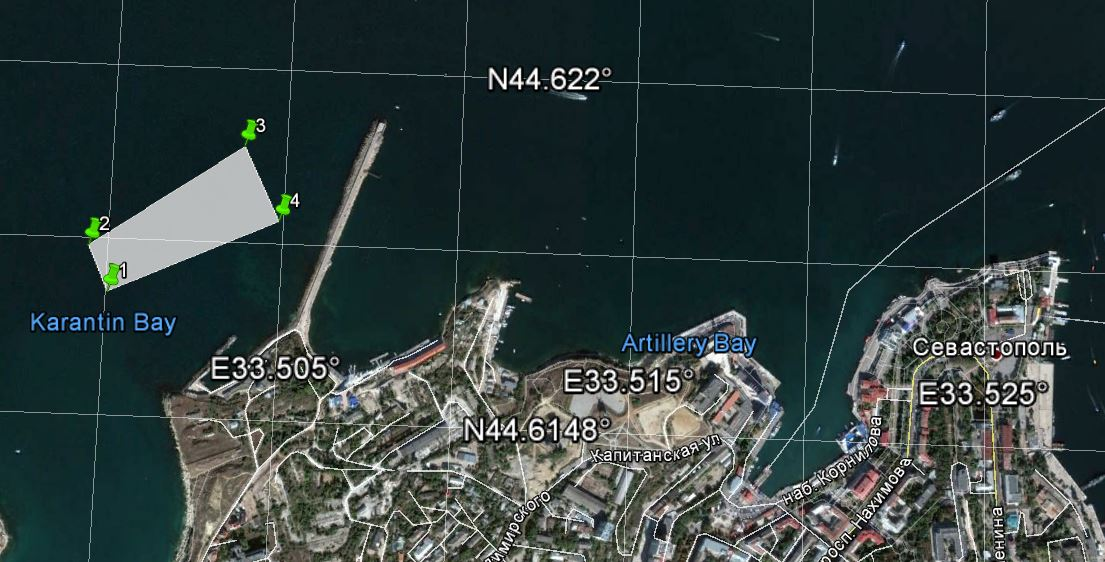 N44.622°
3
4
2
1
Karantin Bay
Artillery Bay
Севастополь
E33.505°
E33.515°
E33.525°
N44.6148°
Капитанская ул
наб. Корнилова
Нахимова